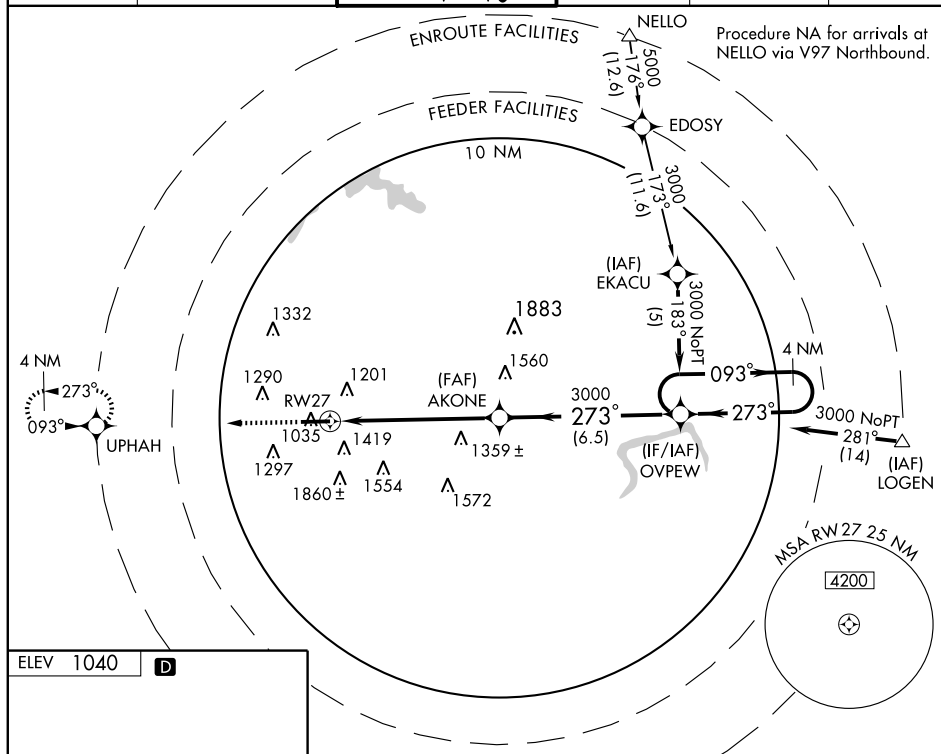 NELLO
ENROUTE FACILITIES
Procedure NA for arrivals at
NELLO via V97 Northbound.
5000
176°
(12.6)
FEEDER FACILITIES
EDOSY
10 NM
3000
173°
(11.6)
(IAF)
EKACU
3000 NoPT
183°
(5)
1332
1883
4 NM
273°
093°
UPHAH
1290
1201
1560
RW27
1035
(FAF)
AKONE
3000
273°
(6.5)
093°
4 NM
273°
3000 NoPT
281°
(14)
(IAF)
LOGEN
(IF/IAF)
OVPEW
1419
1359 ±
1297
1860 ±
1554
1572
MSA RW27 25 NM
4200
ELEV 1040
D